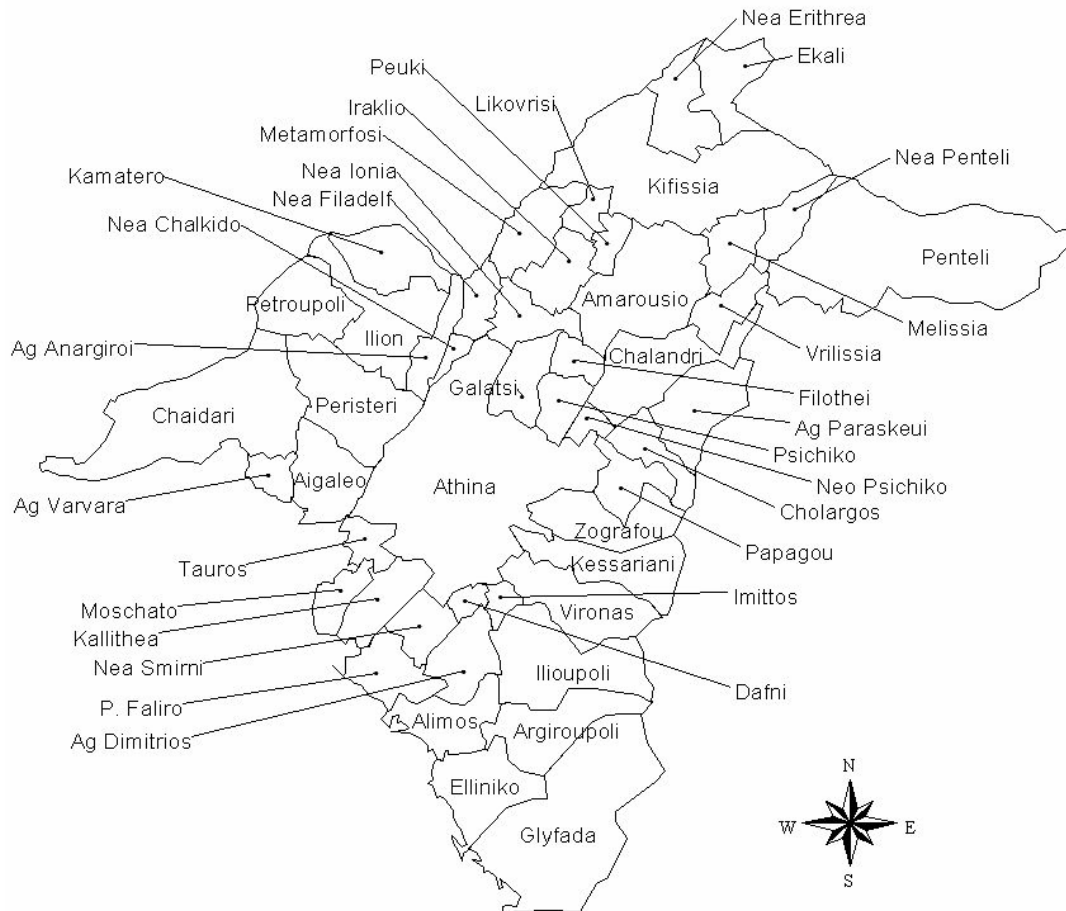 Nea Erithrea
Ekali
Peuki
Likovrisi
Iraklio
Metamorfosi
Nea Ionia
Nea Filadelf
Kamatero
Nea Chalkido
Nea Penteli
Kifissia
Penteli
Retroupoli
Amarousio
Melissia
Ag Anargiroi
Ilion
Vrilissia
Chalandri
Galatsi
Filothei
Chaidari
Peristeri
Ag Paraskeui
Psichiko
Neo Psichiko
Aigaleo
Athina
Ag Varvara
Cholargos
Zografou
Papagou
Tauros
Kessariani
Moschato
Vironas
Imittos
Kallithea
Nea Smirni
Ilioupoli
Dafni
P. Faliro
Ag Dimitrios
Alimos
Argiroupoli
Elliniko
Glyfada
N
W E
S